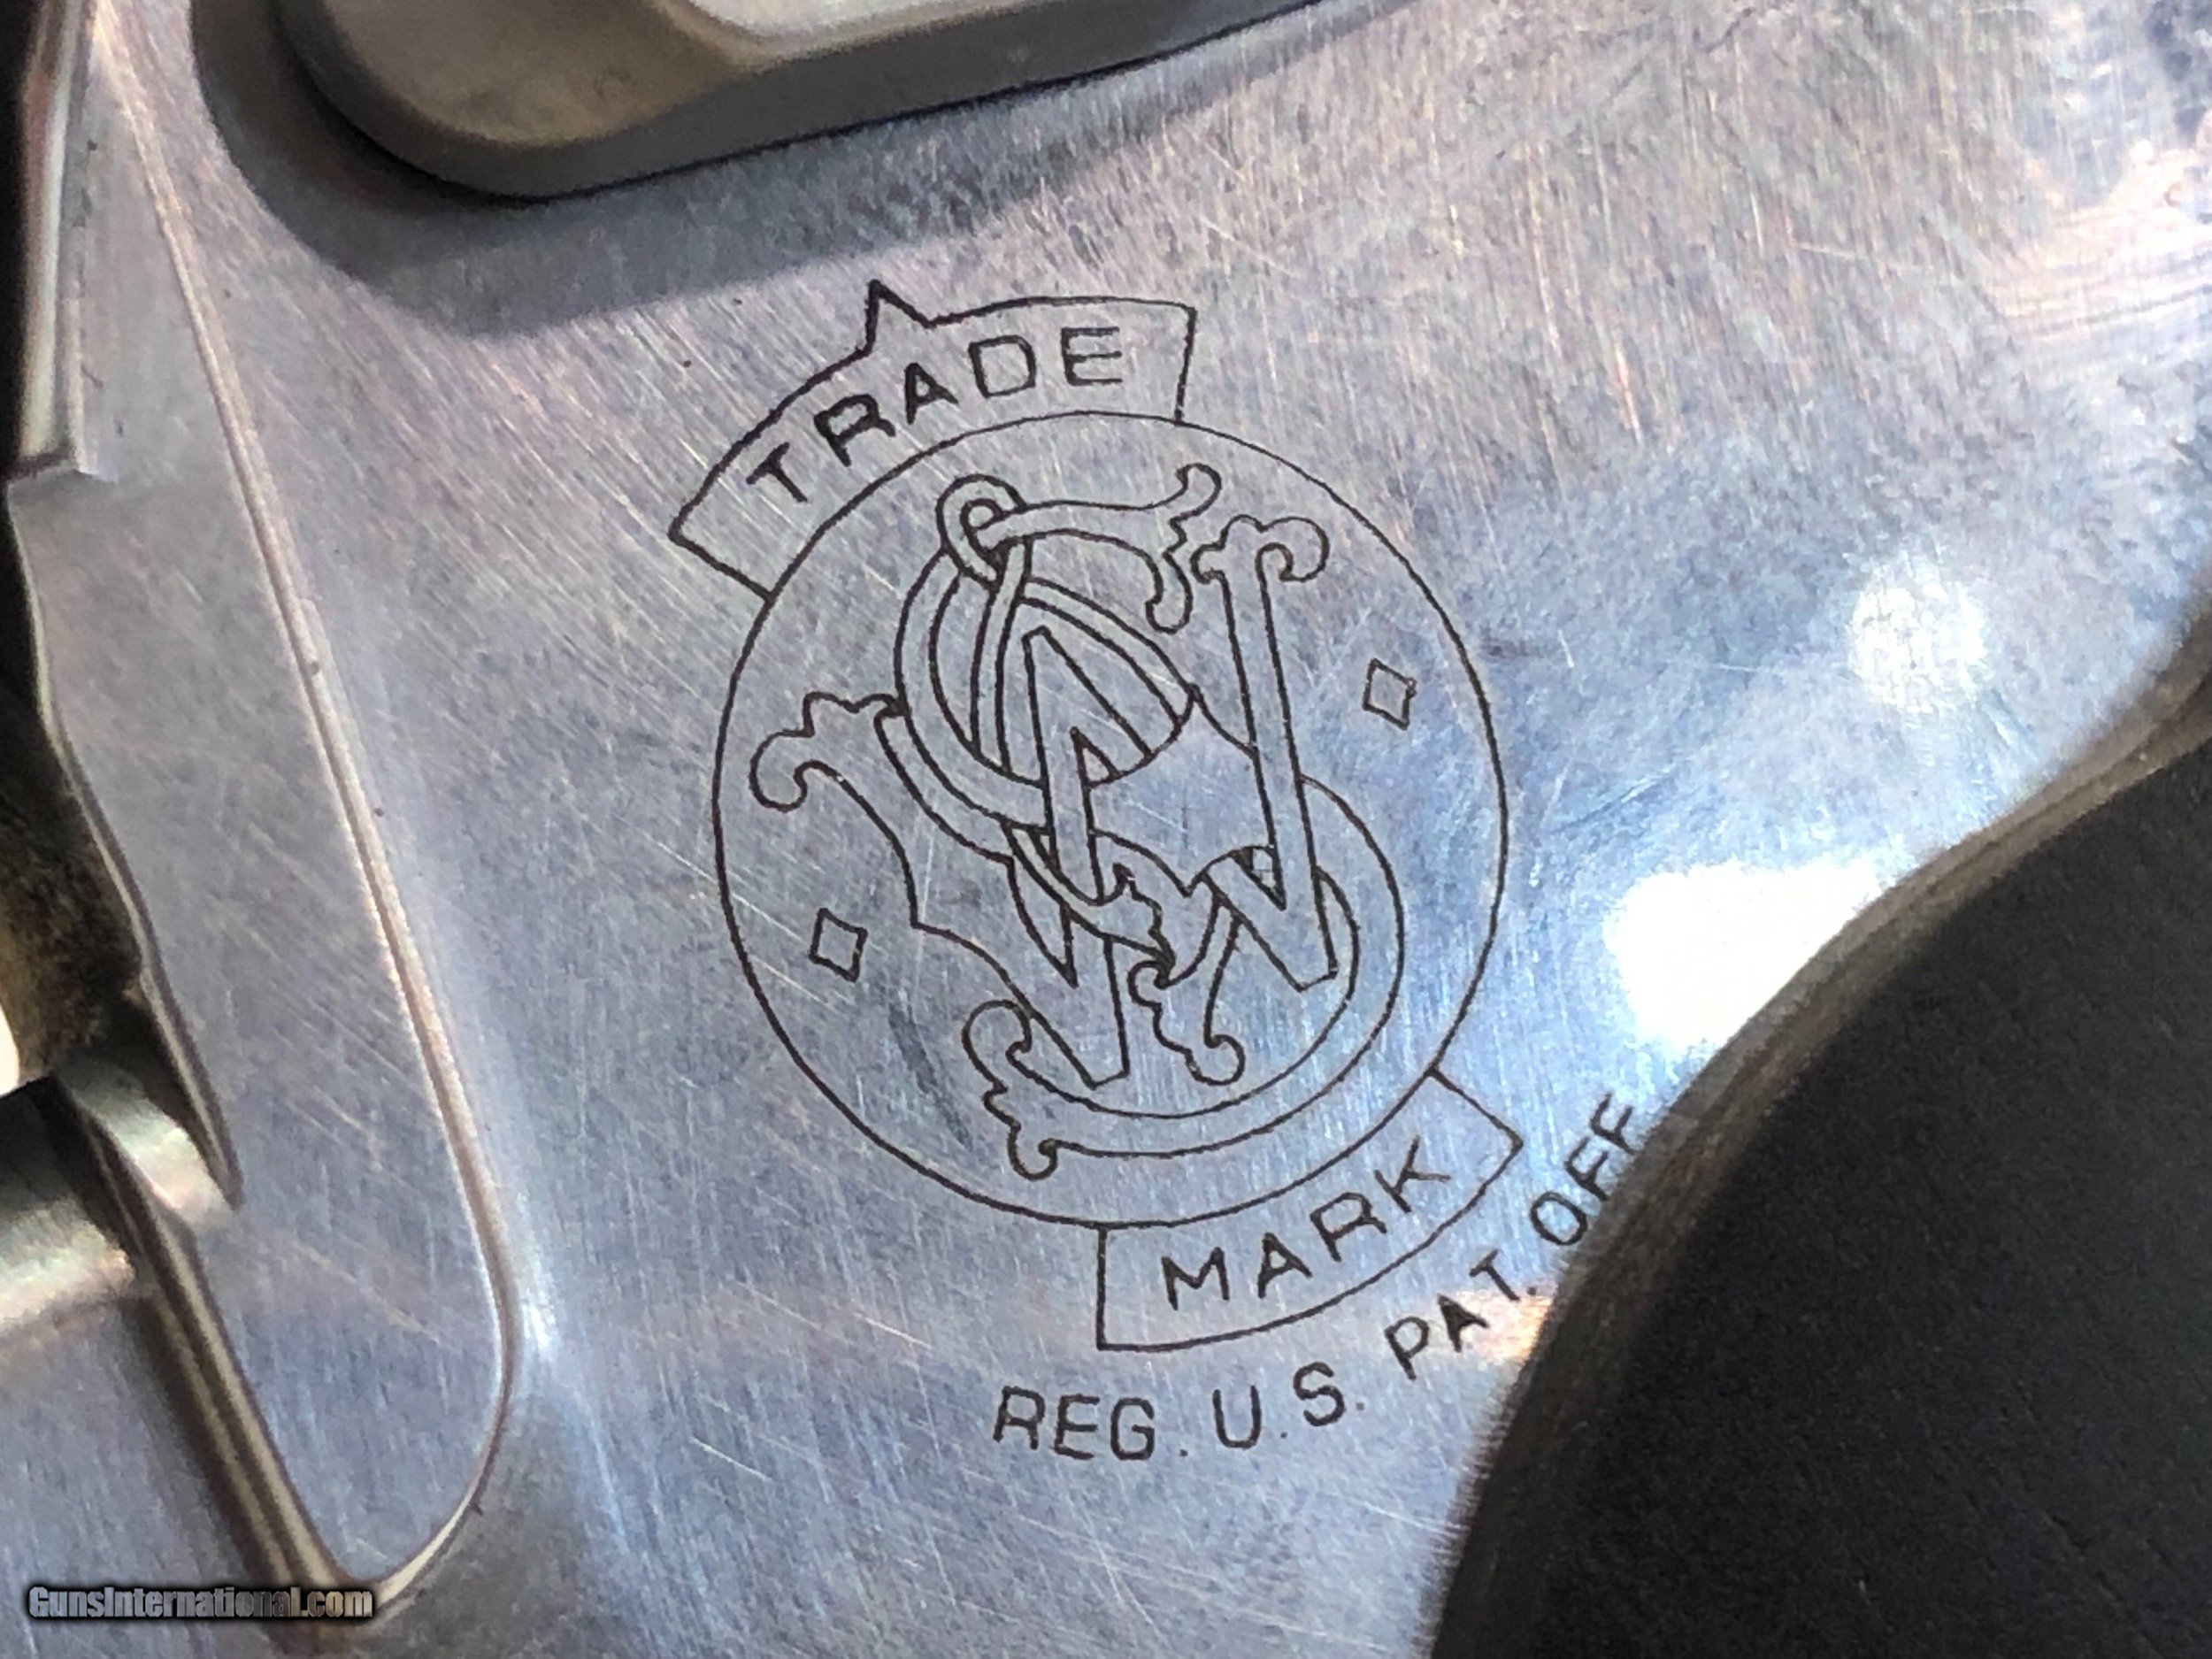 TRADE
S&W
MARK
REG. U.S. PAT. OFF.
GunsInternational.com